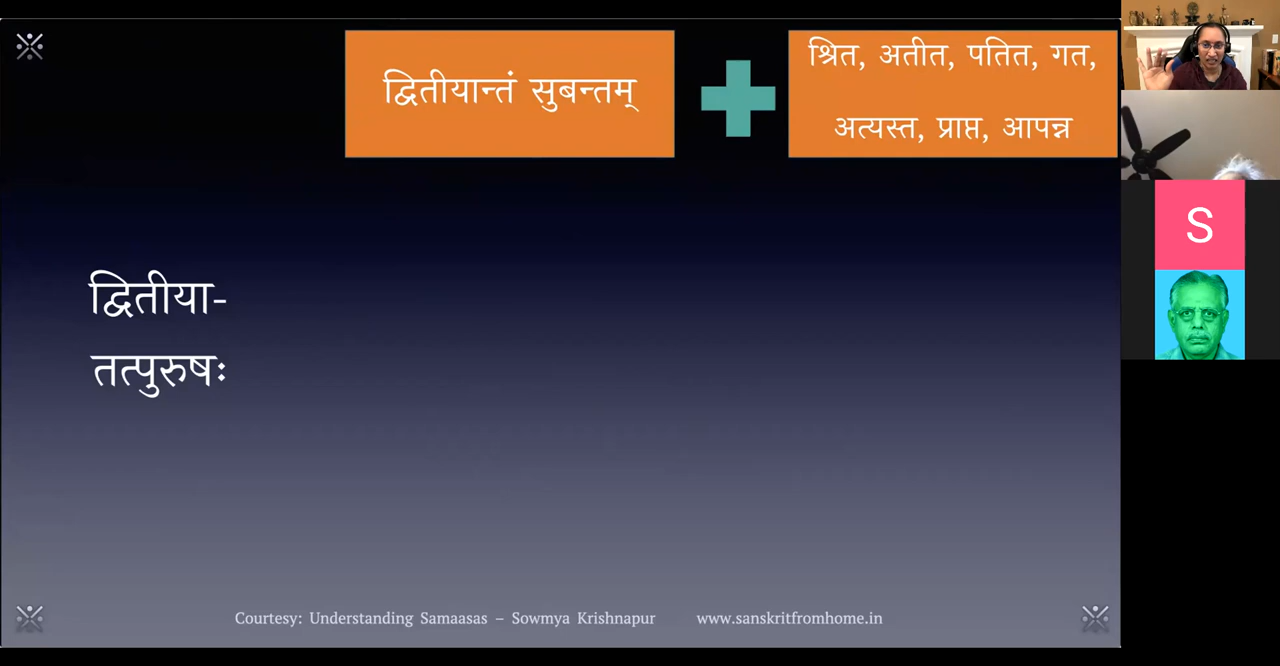 द्वितीयान्तं सुबन्तम्
श्रित, अतीत, पतित, गत,
अत्यस्त, प्राप्त, आपन्न
द्वितीया-
तत्पुरुषः
Courtesy: Understanding Samaasas – Sowmya Krishnapur www.sanskritfromhome.in
S